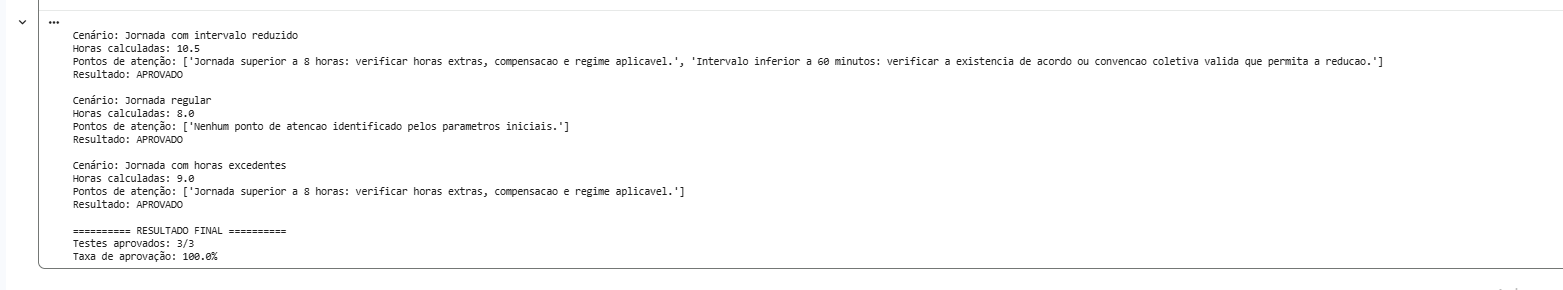 ...
Cenário: Jornada com intervalo reduzido
Horas calculadas: 10.5
Pontos de atenção: ['Jornada superior a 8 horas: verificar horas extras, compensacao e regime aplicavel.', 'Intervalo inferior a 60 minutos: verificar a existencia de acordo ou convencao coletiva valida que permita a reducao.']
Resultado: APROVADO
Cenário: Jornada regular
Horas calculadas: 8.0
Pontos de atenção: ['Nenhum ponto de atencao identificado pelos parametros iniciais.']
Resultado: APROVADO
Cenário: Jornada com horas excedentes
Horas calculadas: 9.0
Pontos de atenção: ['Jornada superior a 8 horas: verificar horas extras, compensacao e regime aplicavel.']
Resultado: APROVADO
========== RESULTADO FINAL ==========
Testes aprovados: 3/3
Taxa de aprovação: 100.0%